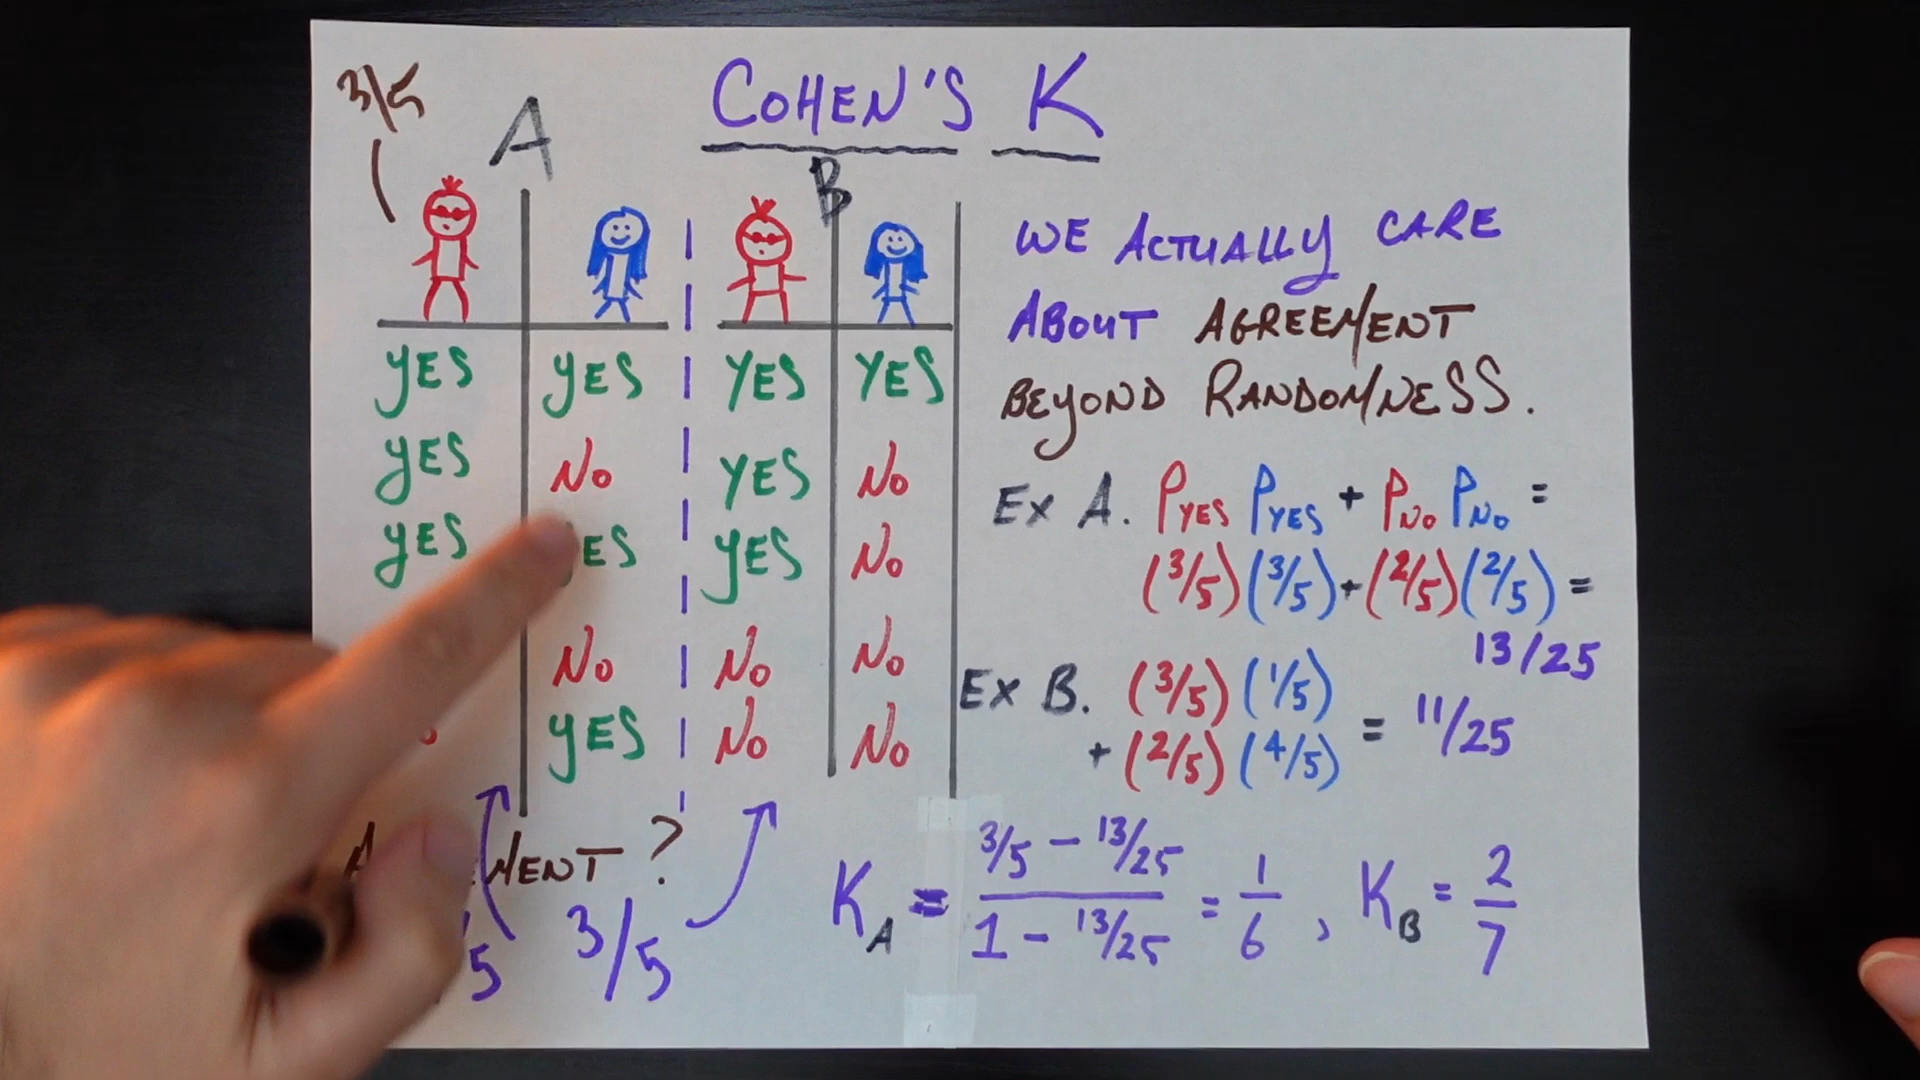 COHEN'S K
3/5
A
B
YES YES YES YES
YES NO YES NO
YES YES NO
NO NO NO
YES NO NO
?
3/5
WE ACTUALLY CARE
ABOUT AGREEMENT
BEYOND RANDOMNESS.
EX A. PYES PYES + PNO PNO =
(3/5)(3/5)+(2/5)(2/5) =
13/25
EX B. (3/5)(1/5)
+ (2/5)(4/5) = 11/25
KA = 3/5 - 13/25 / 1 - 13/25 = 1/6, KB = 2/7